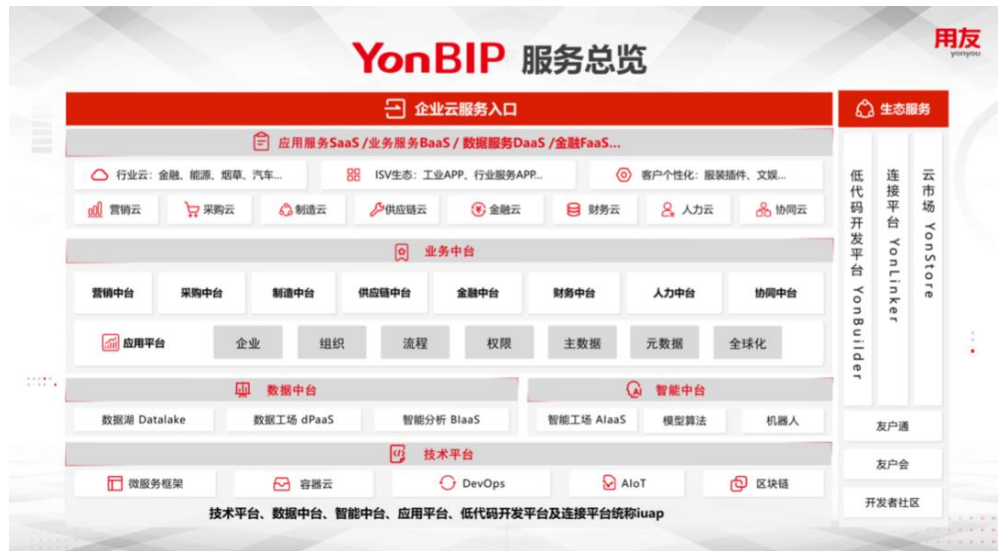 YonBIP 服务总览
用友
yonyou
企业云服务入口
应用服务SaaS /业务服务BaaS / 数据服务DaaS /金融FaaS...
行业云：金融、能源、烟草、汽车...
ISV生态：工业APP、行业服务APP...
客户个性化：服装插件、文娱...
营销云
采购云
制造云
供应链云
金融云
财务云
人力云
协同云
业务中台
营销中台
采购中台
制造中台
供应链中台
金融中台
财务中台
人力中台
协同中台
应用平台
企业
组织
流程
权限
主数据
元数据
全球化
数据中台
数据湖 Datalake
数据工场 dPaaS
智能分析 BIaaS
智能中台
智能工场 AIaaS
模型算法
机器人
技术平台
微服务框架
容器云
DevOps
AIoT
区块链
技术平台、数据中台、智能中台、应用平台、低代码开发平台及连接平台统称iuap
生态服务
低代码开发平台 YonBuilder
连接平台 YonLinker
云市场 YonStore
友户通
友户会
开发者社区